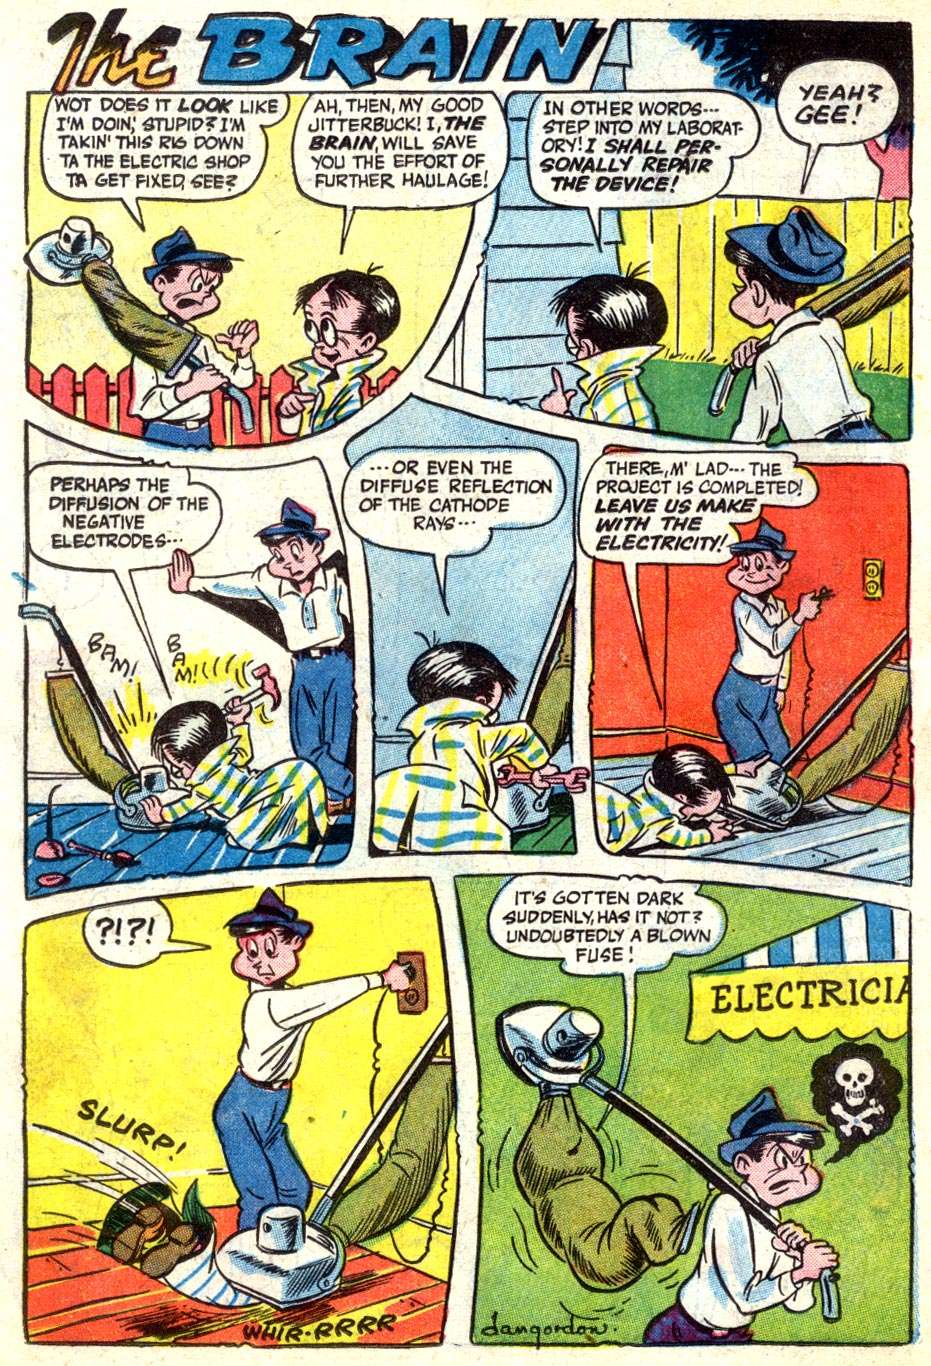 The BRAIN
WOT DOES IT LOOK LIKE
I'M DOIN', STUPID? I'M
TAKIN' THIS RIG DOWN
TA THE ELECTRIC SHOP
TA GET FIXED, SEE?
AH, THEN, MY GOOD
JITTERBUCK! I, THE
BRAIN, WILL SAVE
YOU THE EFFORT OF
FURTHER HAULAGE!
IN OTHER WORDS---
STEP INTO MY LABORAT-
ORY! I SHALL PER-
SONALLY REPAIR
THE DEVICE!
YEAH?
GEE!
PERHAPS THE
DIFFUSION OF THE
NEGATIVE
ELECTRODES---
BAM!
BAM!
---OR EVEN THE
DIFFUSE REFLECTION
OF THE CATHODE
RAYS---
THERE, M' LAD--- THE
PROJECT IS COMPLETED!
LEAVE US MAKE
WITH THE
ELECTRICITY!
?!?!
SLURP!
WHIR-RRRR
IT'S GOTTEN DARK
SUDDENLY, HAS IT NOT?
UNDOUBTEDLY A BLOWN
FUSE!
ELECTRICIA
dangordon.